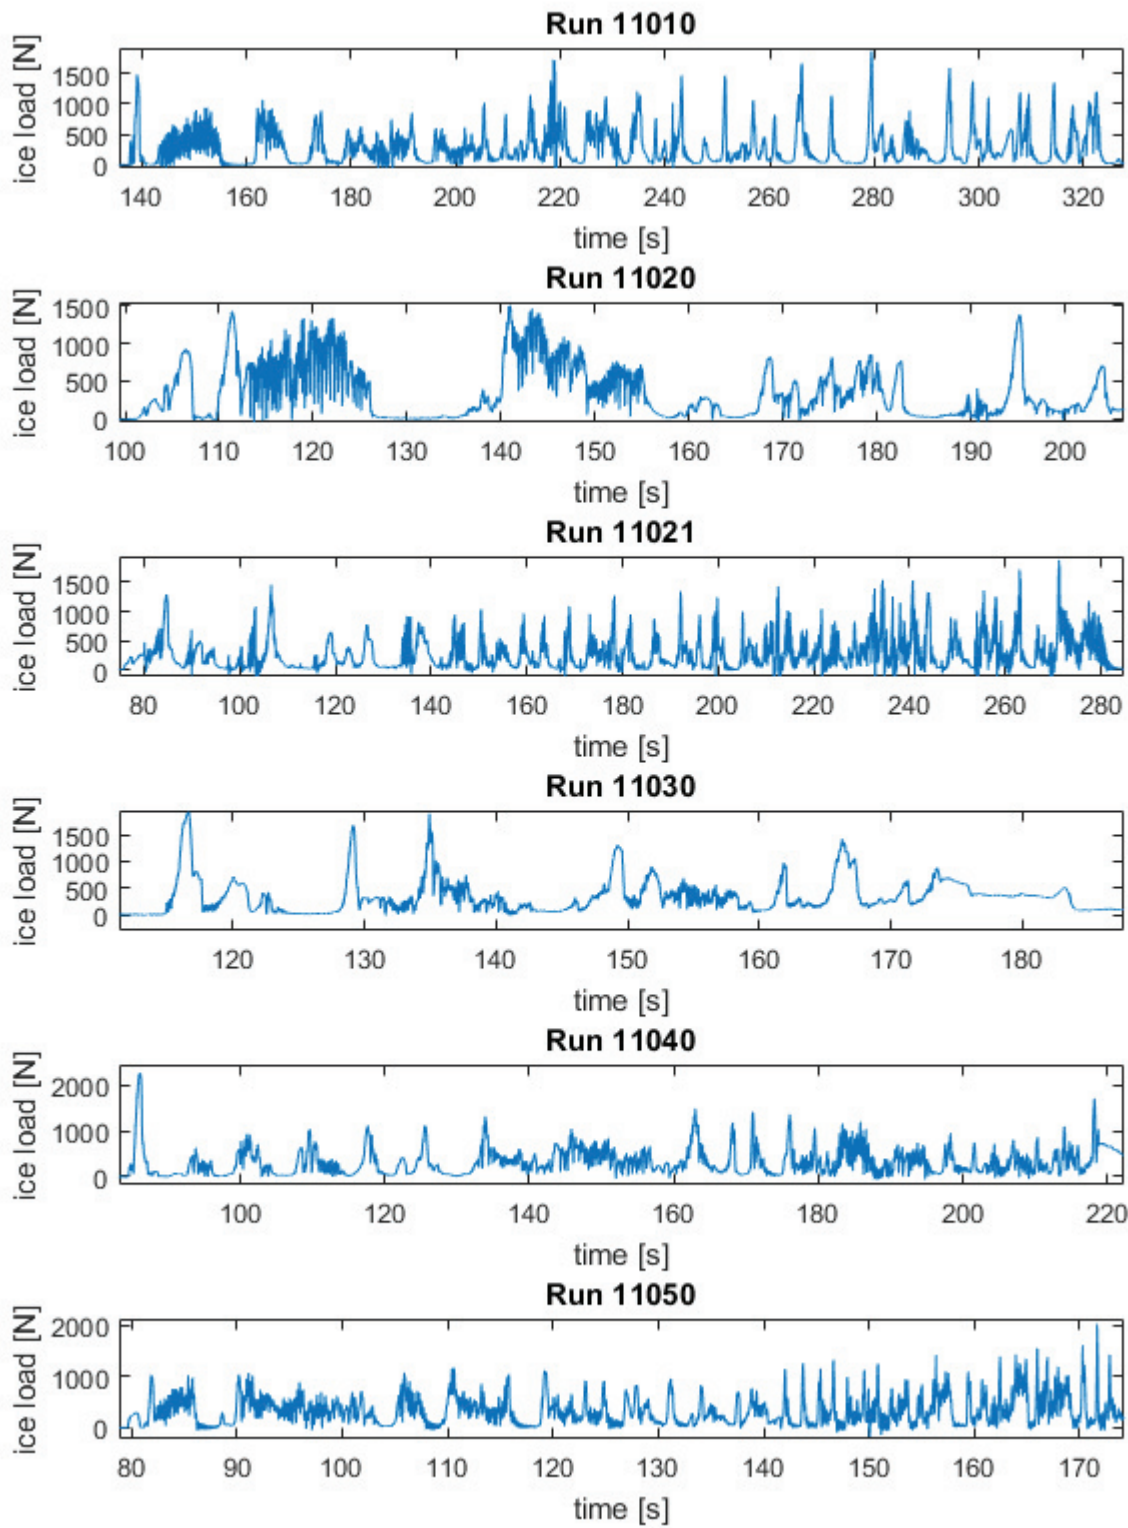 Run 11010
ice load [N]
1500
1000
500
0
140 160 180 200 220 240 260 280 300 320
time [s]
Run 11020
ice load [N]
1500
1000
500
0
100 110 120 130 140 150 160 170 180 190 200
time [s]
Run 11021
ice load [N]
1500
1000
500
0
80 100 120 140 160 180 200 220 240 260 280
time [s]
Run 11030
ice load [N]
1500
1000
500
0
120 130 140 150 160 170 180
time [s]
Run 11040
ice load [N]
2000
1000
0
100 120 140 160 180 200 220
time [s]
Run 11050
ice load [N]
2000
1000
0
80 90 100 110 120 130 140 150 160 170
time [s]